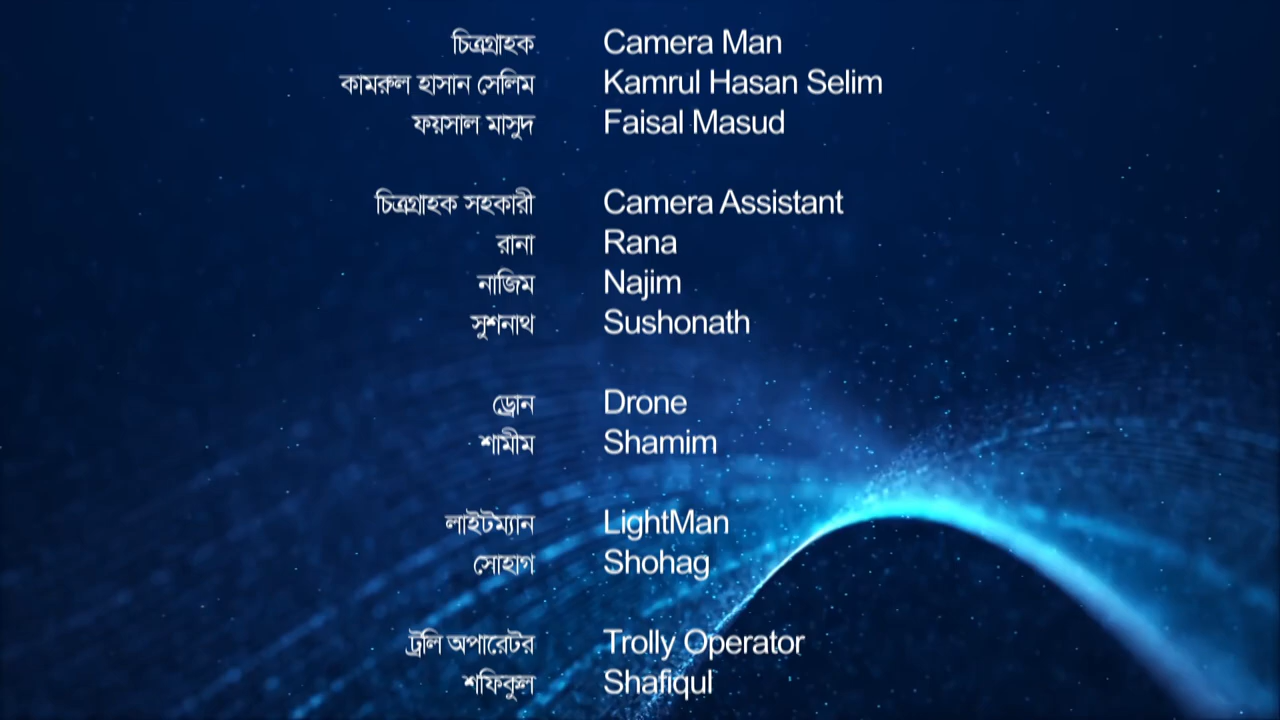 চিত্রগ্রাহক Camera Man
কামরুল হাসান সেলিম Kamrul Hasan Selim
ফয়সাল মাসুদ Faisal Masud
চিত্রগ্রাহক সহকারী Camera Assistant
রানা Rana
নাজিম Najim
সুশনাথ Sushonath
ড্রোন Drone
শামীম Shamim
লাইটম্যান LightMan
সোহাগ Shohag
ট্রলি অপারেটর Trolly Operator
শফিকুল Shafiqul